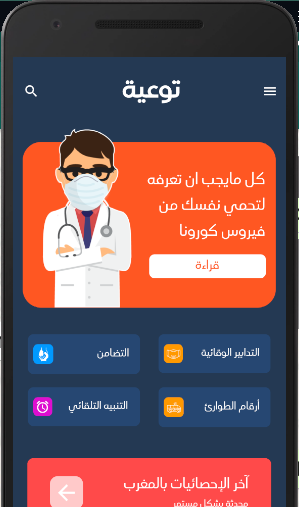 توعية
كل مايجب ان تعرفه
لتحمي نفسك من
فيروس كورونا
قراءة
التدابير الوقائية
التضامن
أرقام الطوارئ
التنبيه التلقائي
آخر الإحصائيات بالمغرب
محدثة بشكل مستمر